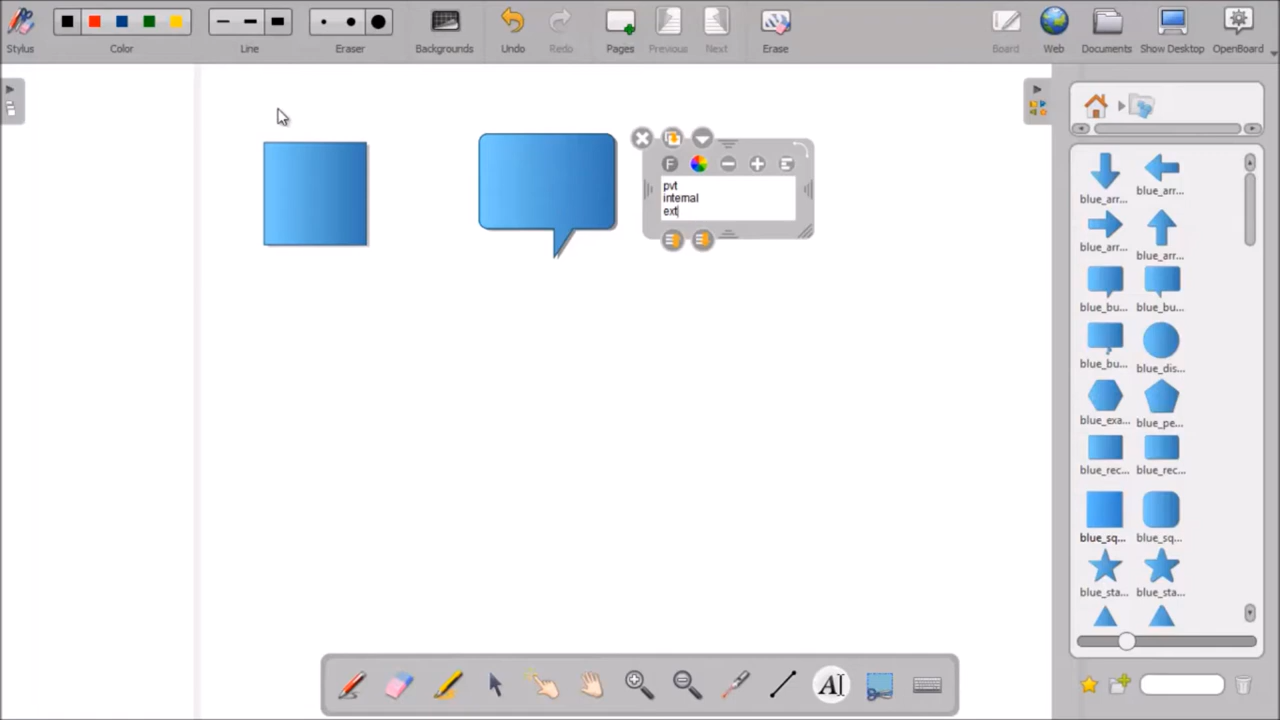 Stylus
Color
Line
Eraser
Backgrounds
Undo
Redo
Pages
Previous
Next
Erase
Board
Web
Documents
Show Desktop
OpenBoard
F
pvt
internal
ext
blue_arr...
blue_arr...
blue_arr...
blue_arr...
blue_bu...
blue_bu...
blue_bu...
blue_dis...
blue_exa...
blue_pe...
blue_rec...
blue_rec...
blue_sq...
blue_sq...
blue_sta...
blue_sta...
AI